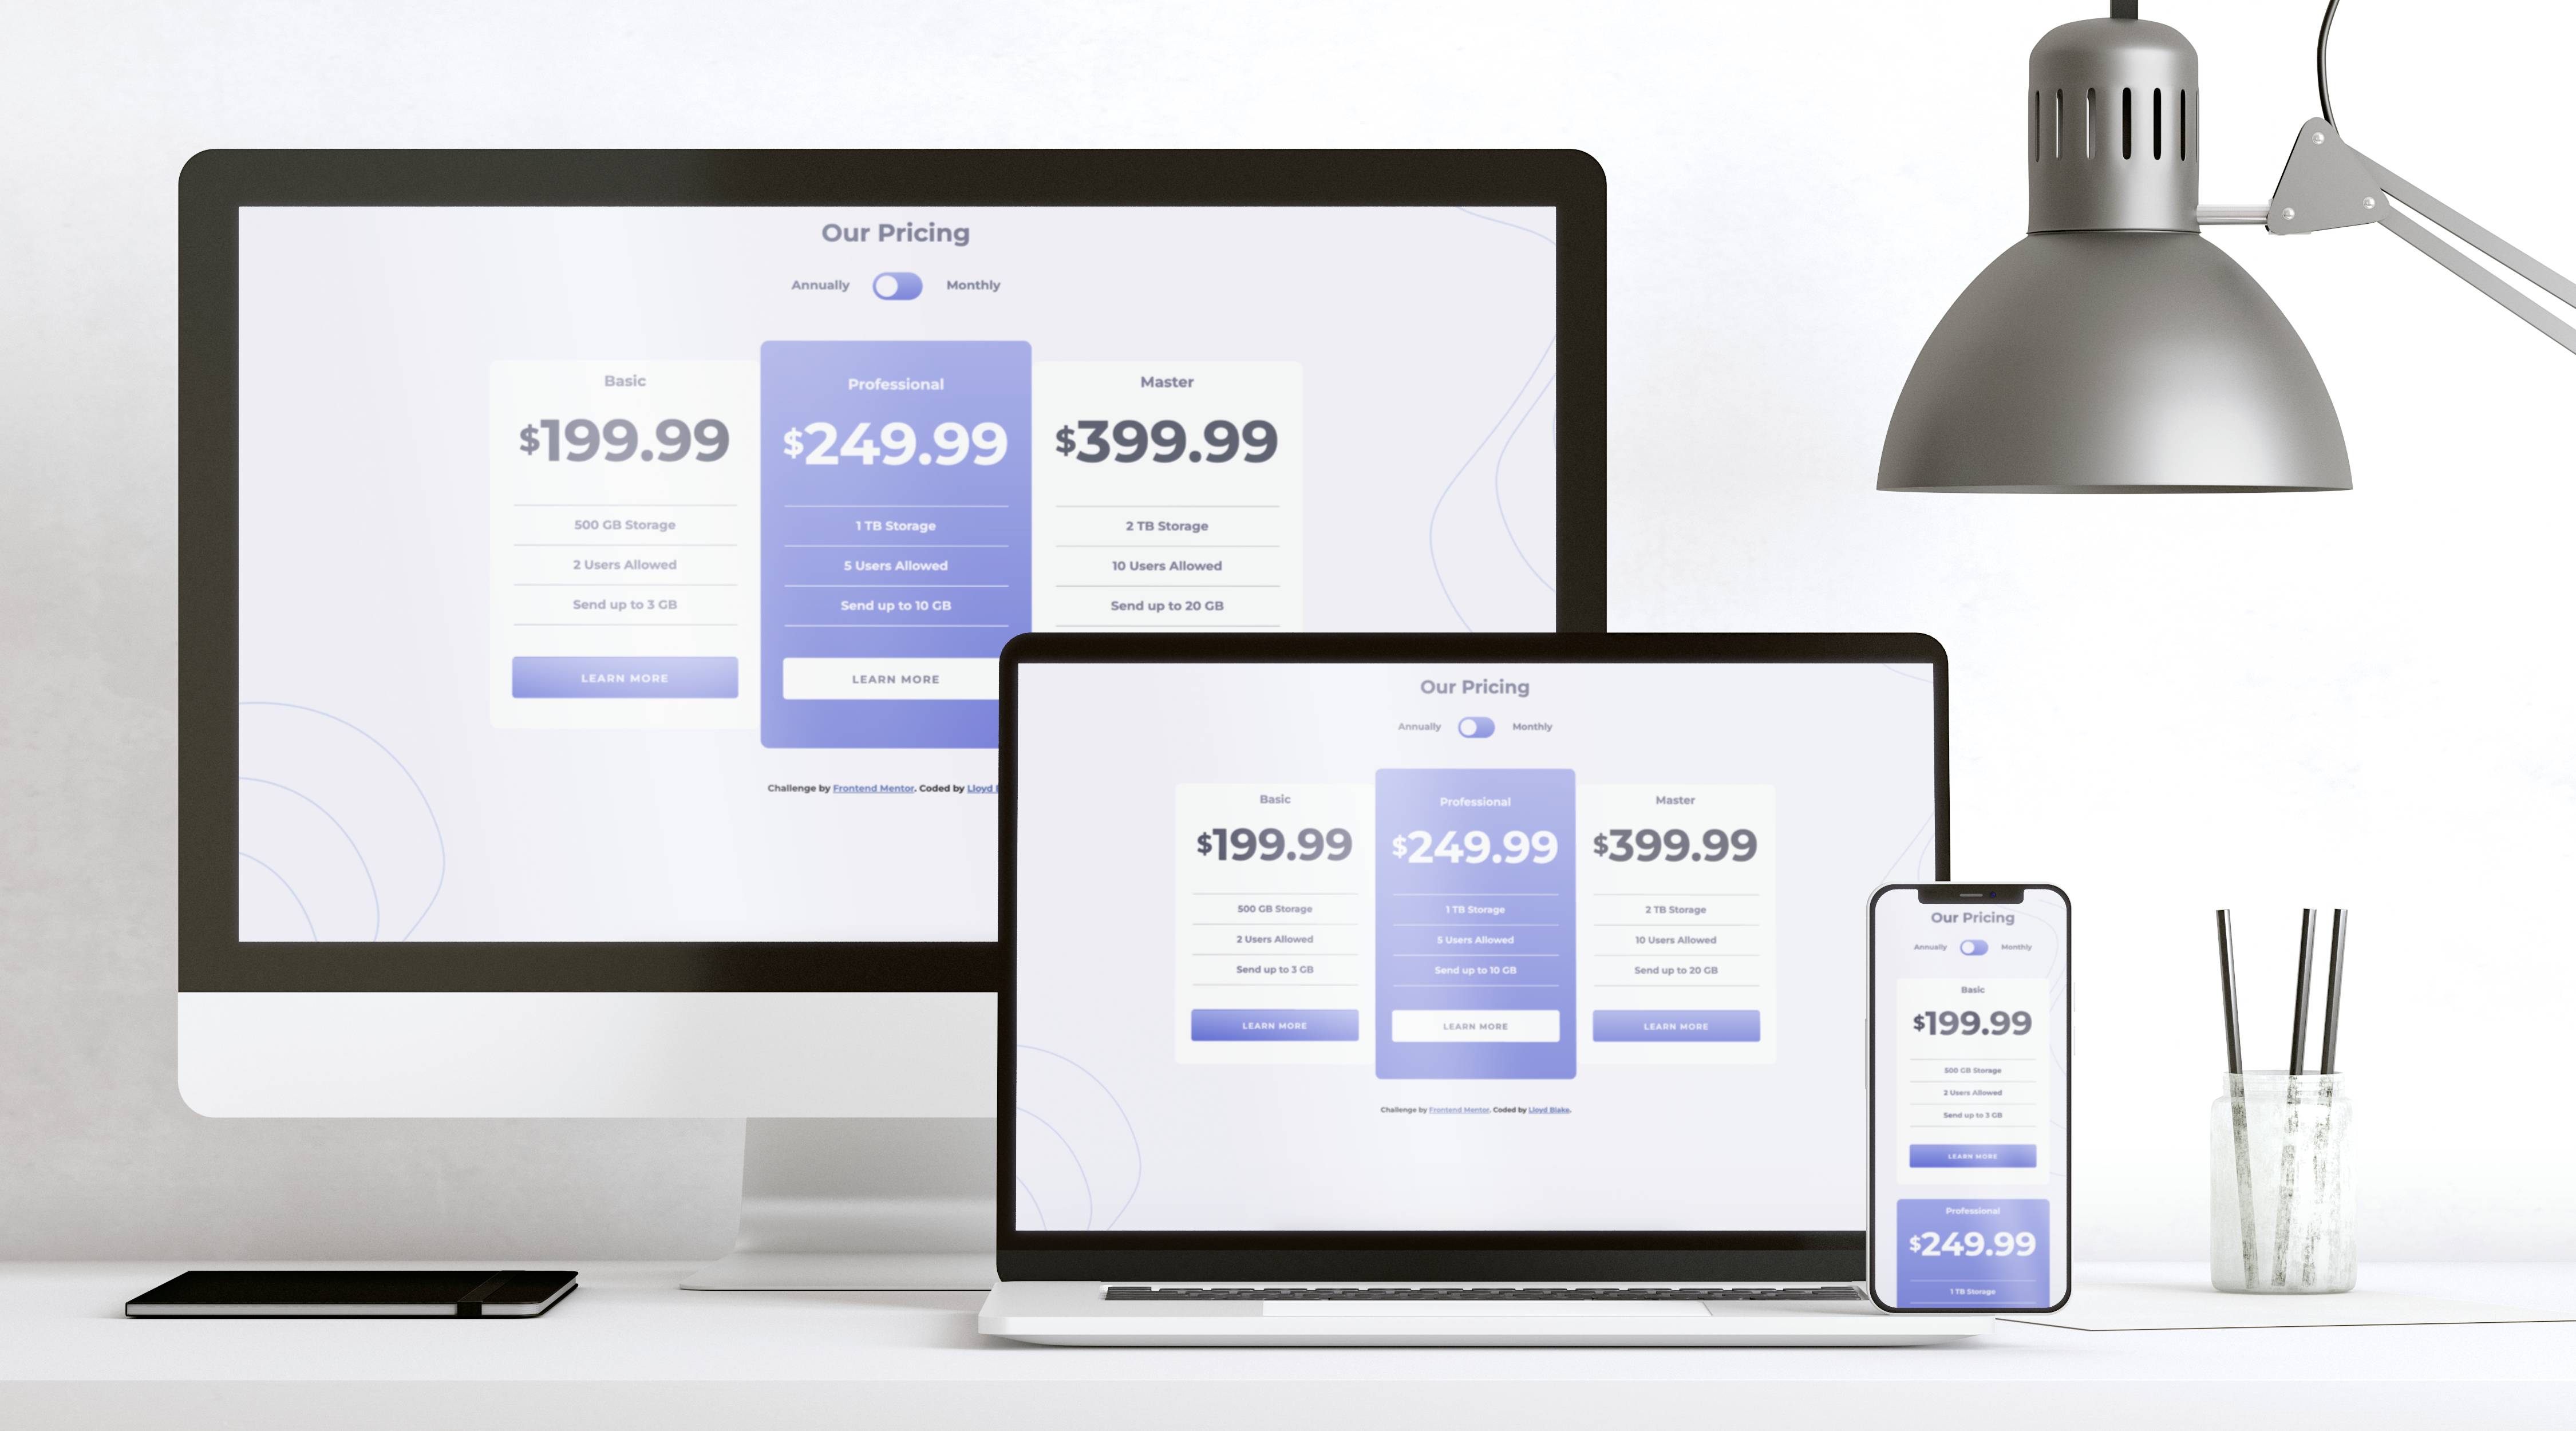 Our Pricing
Annually Monthly
Basic
$199.99
500 GB Storage
2 Users Allowed
Send up to 3 GB
LEARN MORE
Professional
$249.99
1 TB Storage
5 Users Allowed
Send up to 10 GB
LEARN MORE
Master
$399.99
2 TB Storage
10 Users Allowed
Send up to 20 GB
Challenge by Frontend Mentor. Coded by Lloyd
Our Pricing
Annually Monthly
Basic
$199.99
500 GB Storage
2 Users Allowed
Send up to 3 GB
LEARN MORE
Professional
$249.99
1 TB Storage
5 Users Allowed
Send up to 10 GB
LEARN MORE
Master
$399.99
2 TB Storage
10 Users Allowed
Send up to 20 GB
LEARN MORE
Challenge by Frontend Mentor. Coded by Lloyd Blake.
Our Pricing
Annually Monthly
Basic
$199.99
500 GB Storage
2 Users Allowed
Send up to 3 GB
LEARN MORE
Professional
$249.99
1 TB Storage